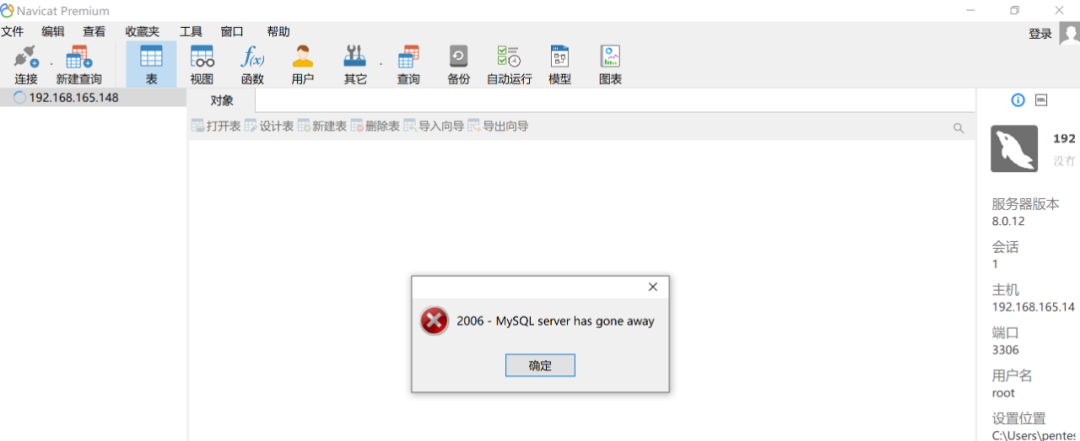 Navicat Premium
文件 编辑 查看 收藏夹 工具 窗口 帮助
登录
连接 新建查询 表 视图 函数 用户 其它 查询 备份 自动运行 模型 图表
192.168.165.148
对象
打开表 设计表 新建表 删除表 导入向导 导出向导
192
没有
服务器版本
8.0.12
会话
1
主机
192.168.165.14
端口
3306
用户名
root
设置位置
C:\Users\pentes
2006 - MySQL server has gone away
确定